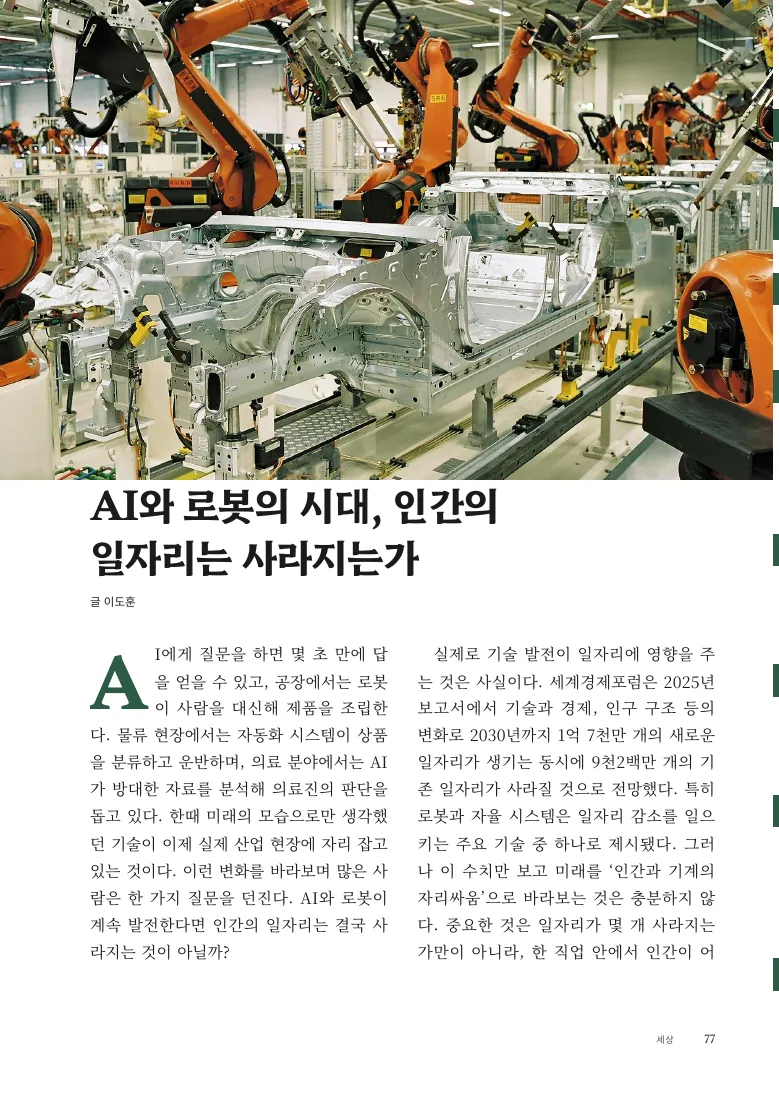 KUKA
SR6
AI와 로봇의 시대, 인간의
일자리는 사라지는가
글 이도훈
AI에게 질문을 하면 몇 초 만에 답
을 얻을 수 있고, 공장에서는 로봇
이 사람을 대신해 제품을 조립한
다. 물류 현장에서는 자동화 시스템이 상품
을 분류하고 운반하며, 의료 분야에서는 AI
가 방대한 자료를 분석해 의료진의 판단을
돕고 있다. 한때 미래의 모습으로만 생각했
던 기술이 이제 실제 산업 현장에 자리 잡고
있는 것이다. 이런 변화를 바라보며 많은 사
람은 한 가지 질문을 던진다. AI와 로봇이
계속 발전한다면 인간의 일자리는 결국 사
라지는 것이 아닐까?
실제로 기술 발전이 일자리에 영향을 주
는 것은 사실이다. 세계경제포럼은 2025년
보고서에서 기술과 경제, 인구 구조 등의
변화로 2030년까지 1억 7천만 개의 새로운
일자리가 생기는 동시에 9천2백만 개의 기
존 일자리가 사라질 것으로 전망했다. 특히
로봇과 자율 시스템은 일자리 감소를 일으
키는 주요 기술 중 하나로 제시됐다. 그러
나 이 수치만 보고 미래를 ‘인간과 기계의
자리싸움’으로 바라보는 것은 충분하지 않
다. 중요한 것은 일자리가 몇 개 사라지는
가만이 아니라, 한 직업 안에서 인간이 어
세상 77